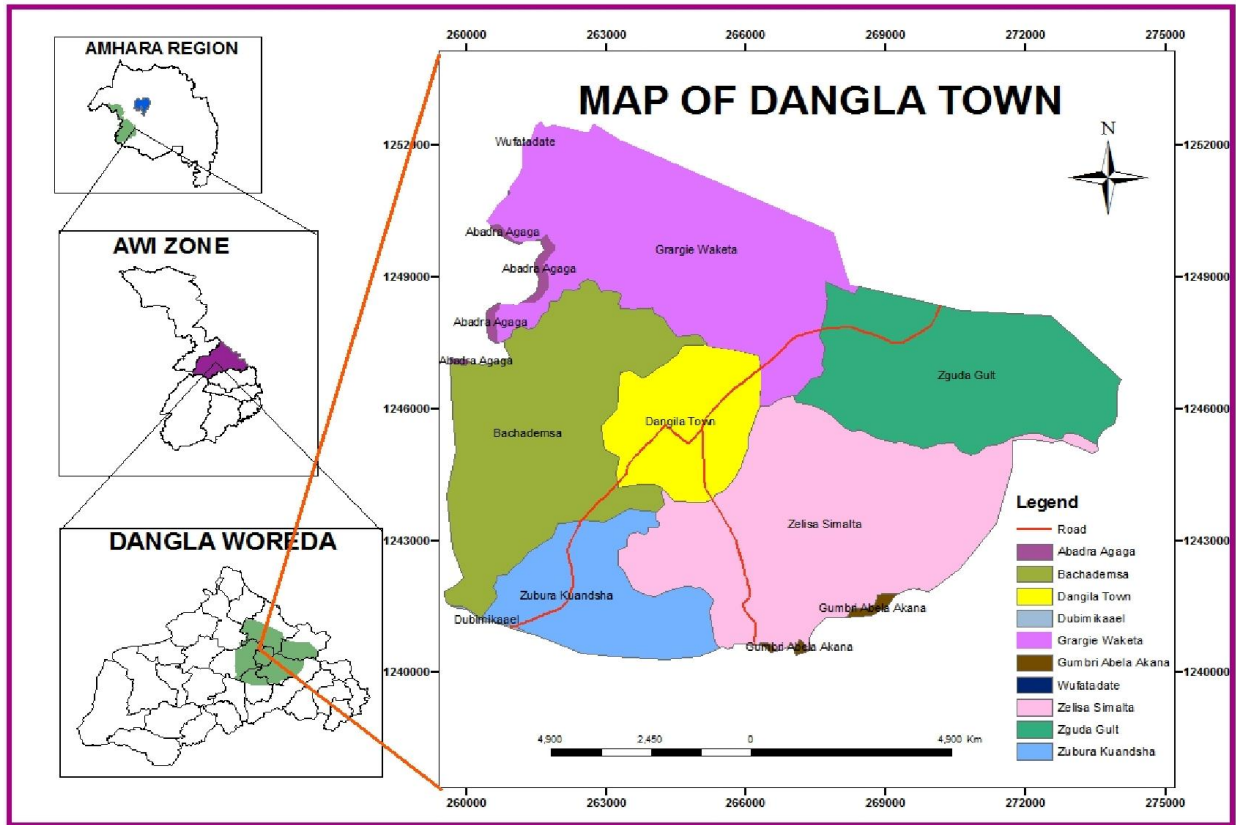 AMHARA REGION
AWI ZONE
DANGLA WOREDA
260000 263000 266000 269000 272000 275000
MAP OF DANGLA TOWN
N
1252000 1252000
Wufatadate
Abadra Agaga
Grargie Waketa
Abadra Agaga
1249000 1249000
Abadra Agaga
Abadra Agaga
Zguda Gult
1246000 1246000
Dangila Town
Bachademsa
Zelisa Simalta
1243000 1243000
Zubura Kuandsha
Gumbri Abela Akana
Dubimikaael
Gumbri Abela Akana
1240000 1240000
Legend
Road
Abadra Agaga
Bachademsa
Dangila Town
Dubimikaael
Grargie Waketa
Gumbri Abela Akana
Wufatadate
Zelisa Simalta
Zguda Gult
Zubura Kuandsha
4,900 2,450 0 4,900 Km
260000 263000 266000 269000 272000 275000